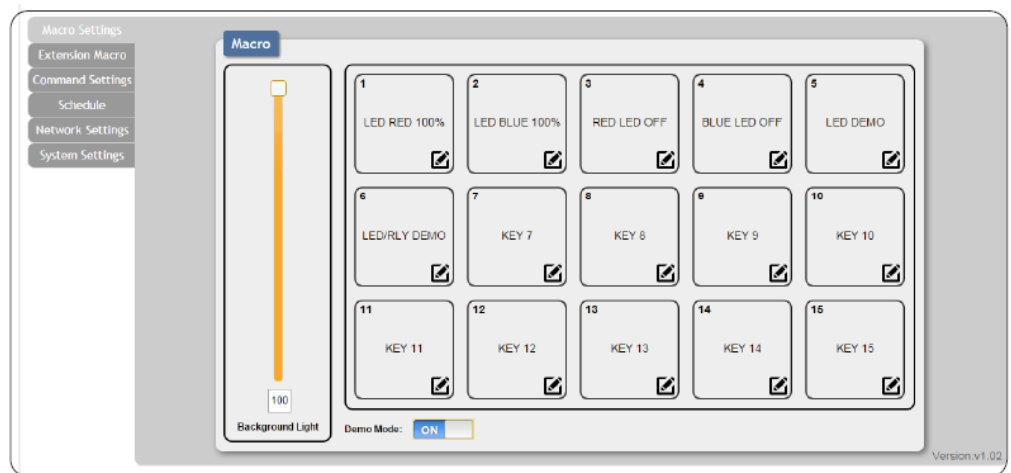 Macro Settings
Extension Macro
Command Settings
Schedule
Network Settings
System Settings
Macro
100
Background Light
1
LED RED 100%
2
LED BLUE 100%
3
RED LED OFF
4
BLUE LED OFF
5
LED DEMO
6
LED/RLY DEMO
7
KEY 7
8
KEY 8
9
KEY 9
10
KEY 10
11
KEY 11
12
KEY 12
13
KEY 13
14
KEY 14
15
KEY 15
Demo Mode: ON
Version:v1.02